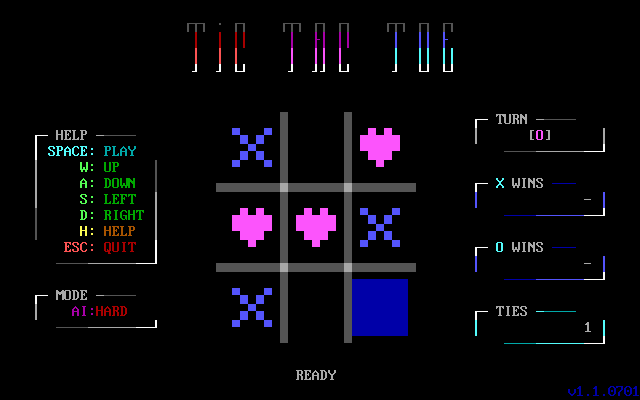 TIC TAC TOE
HELP
SPACE: PLAY
W: UP
A: DOWN
S: LEFT
D: RIGHT
H: HELP
ESC: QUIT
MODE
AI:HARD
TURN
[O]
X WINS
-
O WINS
-
TIES
1
READY
v1.1.0701